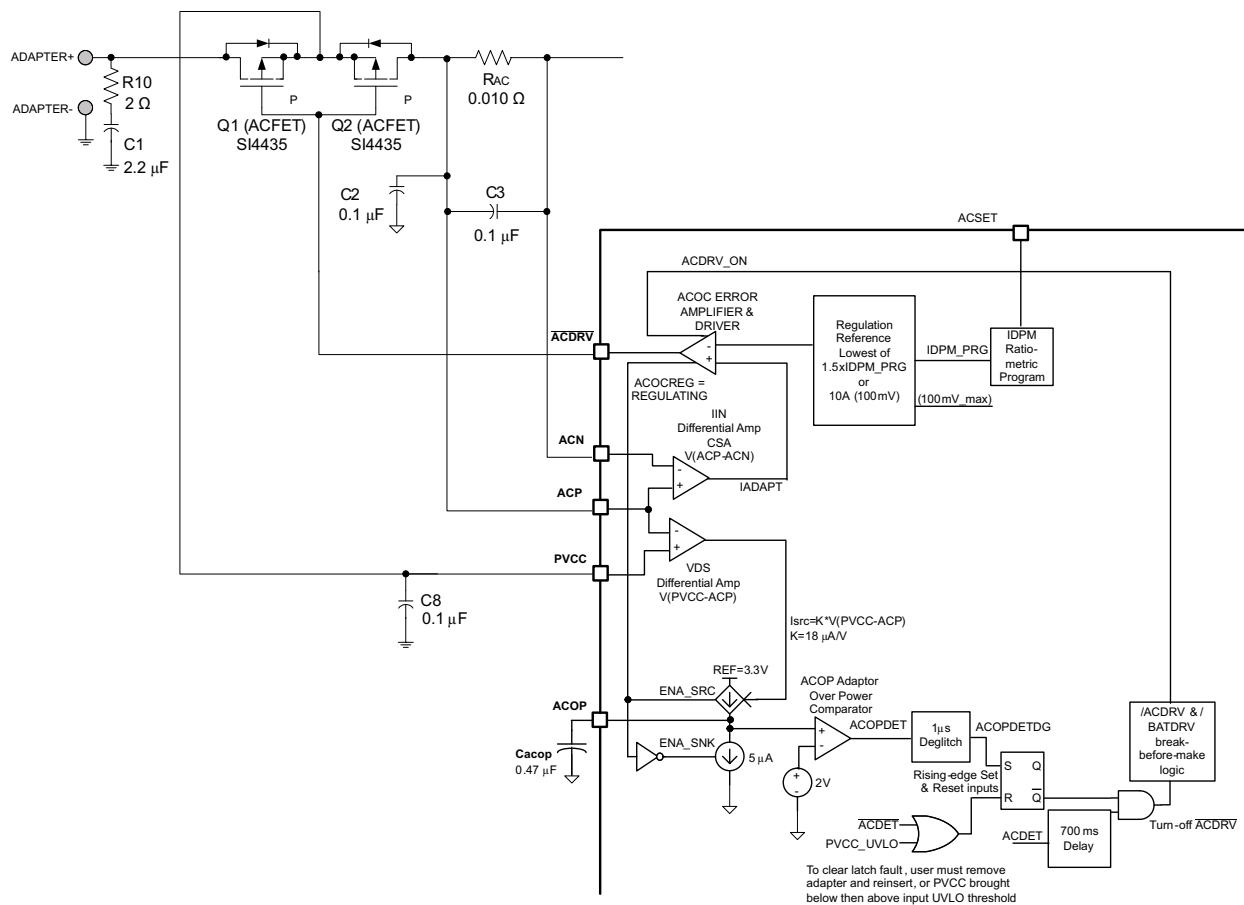 ADAPTER+
R10
2 Ω
ADAPTER-
C1
2.2 µF
P
P
Q1 (ACFET)
SI4435
Q2 (ACFET)
SI4435
RAC
0.010 Ω
C2
0.1 µF
C3
0.1 µF
ACSET
ACDRV_ON
ACOC ERROR
AMPLIFIER &
DRIVER
ACDRV
-
+
Regulation
Reference
Lowest of
1.5xIDPM_PRG
or
10A (100mV)
IDPM_PRG
IDPM
Ratio-
metric
Program
(100mV_max)
ACOCREG =
REGULATING
IIN
Differential Amp
CSA
V(ACP-ACN)
ACN
-
+
IADAPT
ACP
-
+
PVCC
VDS
Differential Amp
V(PVCC-ACP)
C8
0.1 µF
Isrc=K*V(PVCC-ACP)
K=18 µA/V
REF=3.3V
ENA_SRC
ACOP
ACOP Adaptor
Over Power
Comparator
+
-
ACOPDET
1µs
Deglitch
ACOPDETDG
Cacop
0.47 µF
ENA_SNK
5 µA
+
-
2V
Rising-edge Set
& Reset inputs
S
Q
R
Q
/ACDRV & /
BATDRV
break-
before-make
logic
ACDET
PVCC_UVLO
ACDET
700 ms
Delay
Turn-off ACDRV
To clear latch fault, user must remove
adapter and reinsert, or PVCC brought
below then above input UVLO threshold